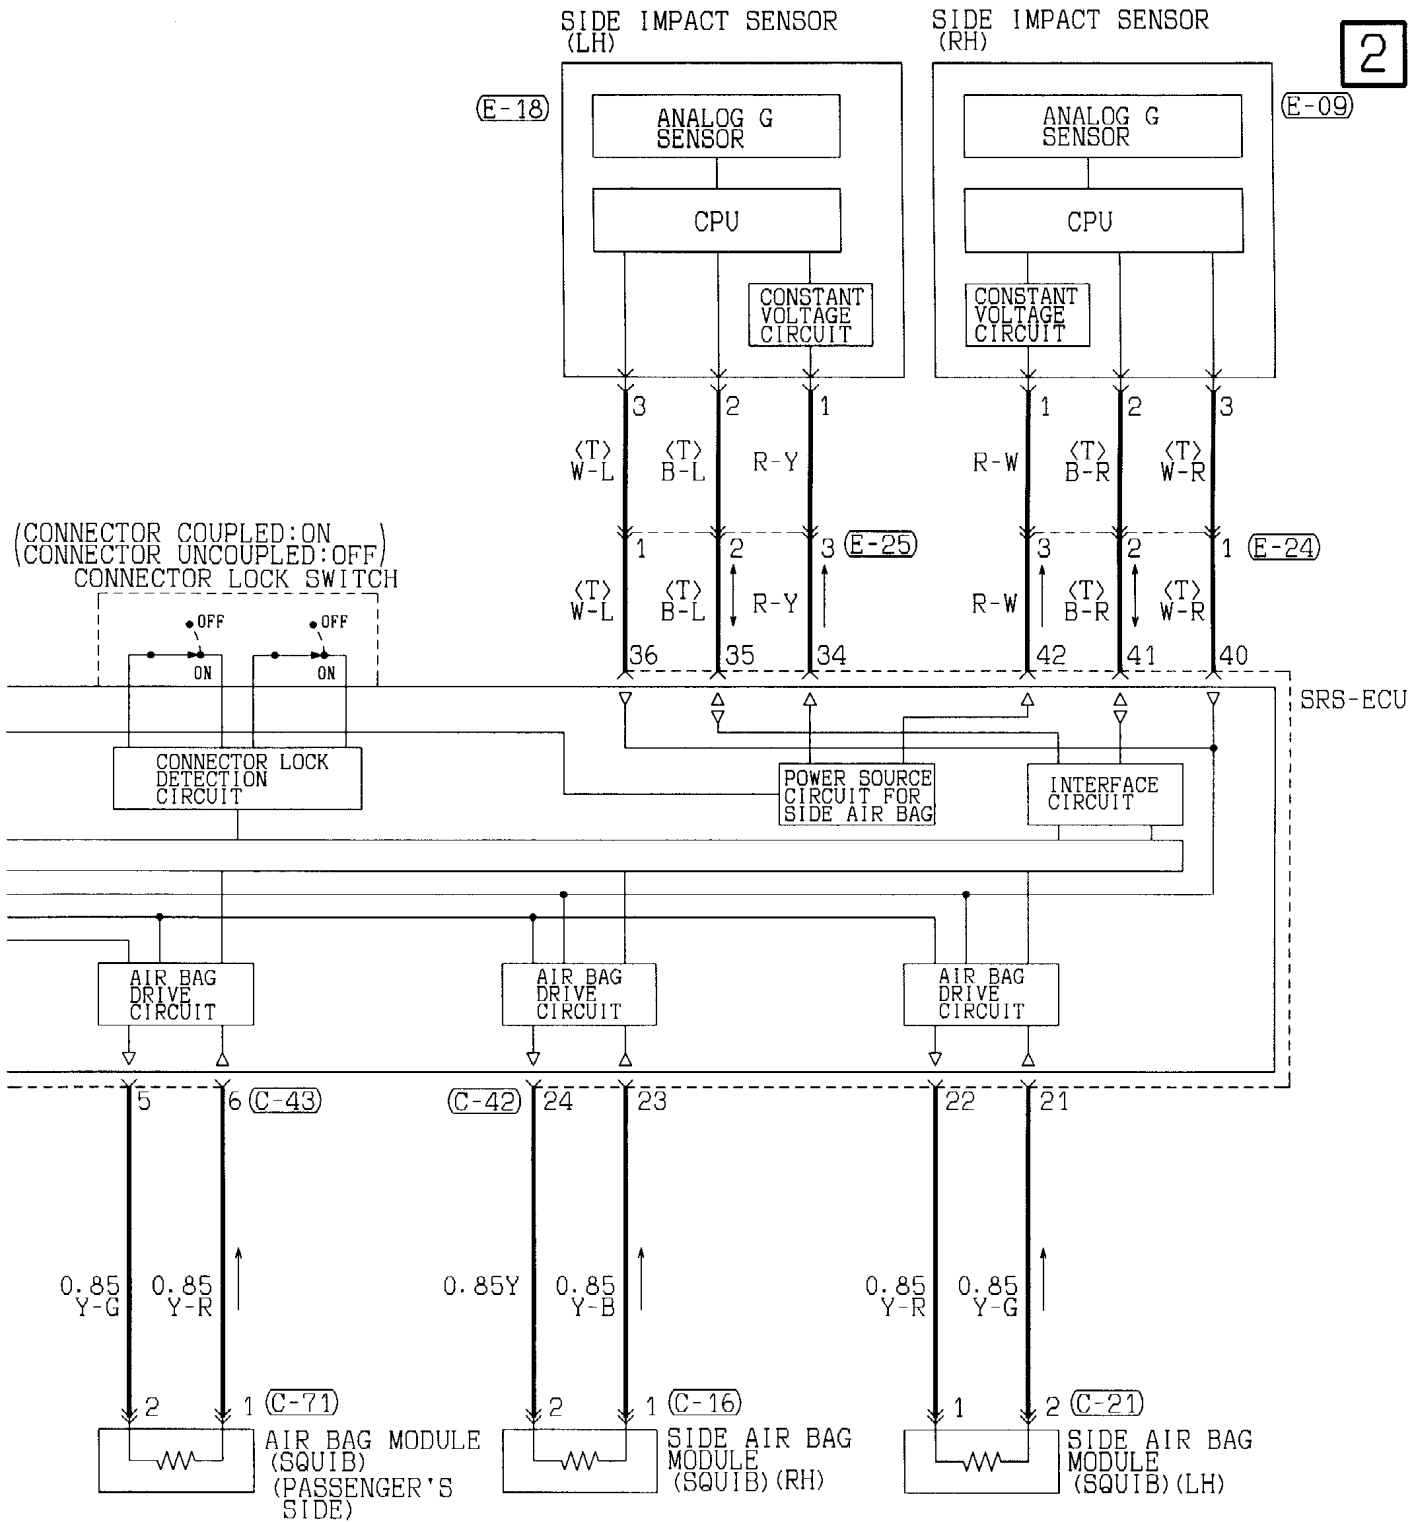 SIDE IMPACT SENSOR
(LH)
SIDE IMPACT SENSOR
(RH)
2
E-18
ANALOG G
SENSOR
ANALOG G
SENSOR
E-09
CPU
CPU
CONSTANT
VOLTAGE
CIRCUIT
CONSTANT
VOLTAGE
CIRCUIT
3 2 1 1 2 3
<T>
W-L
<T>
B-L
R-Y
R-W
<T>
B-R
<T>
W-R
(CONNECTOR COUPLED:ON
(CONNECTOR UNCOUPLED:OFF)
CONNECTOR LOCK SWITCH
1 2 3 E-25 3 2 1 E-24
<T>
W-L
<T>
B-L
R-Y
R-W
<T>
B-R
<T>
W-R
OFF OFF
ON ON
36 35 34 42 41 40
SRS-ECU
CONNECTOR LOCK
DETECTION
CIRCUIT
POWER SOURCE
CIRCUIT FOR
SIDE AIR BAG
INTERFACE
CIRCUIT
AIR BAG
DRIVE
CIRCUIT
AIR BAG
DRIVE
CIRCUIT
AIR BAG
DRIVE
CIRCUIT
5 6 C-43 C-42 24 23 22 21
0.85
Y-G
0.85
Y-R
0.85Y
0.85
Y-B
0.85
Y-R
0.85
Y-G
2 1 C-71 2 1 C-16 1 2 C-21
AIR BAG MODULE
(SQUIB)
(PASSENGER'S
SIDE)
SIDE AIR BAG
MODULE
(SQUIB)(RH)
SIDE AIR BAG
MODULE
(SQUIB)(LH)